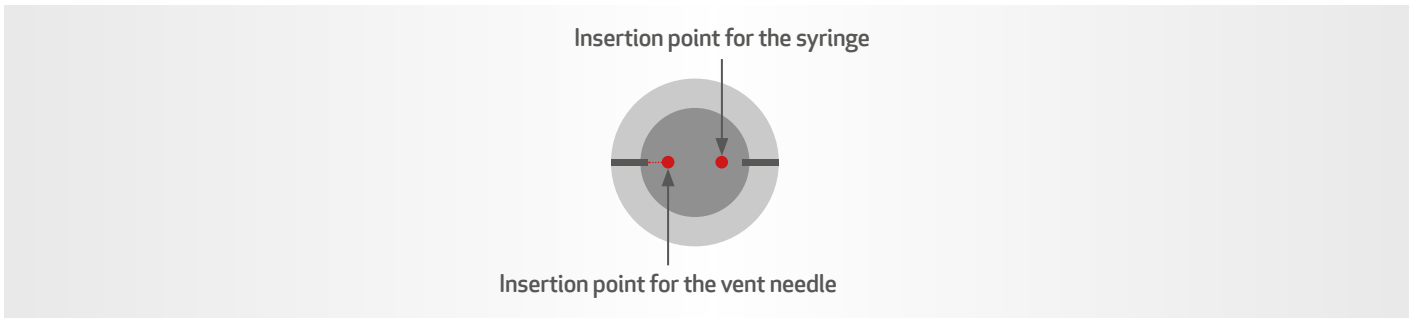 Insertion point for the syringe
Insertion point for the vent needle